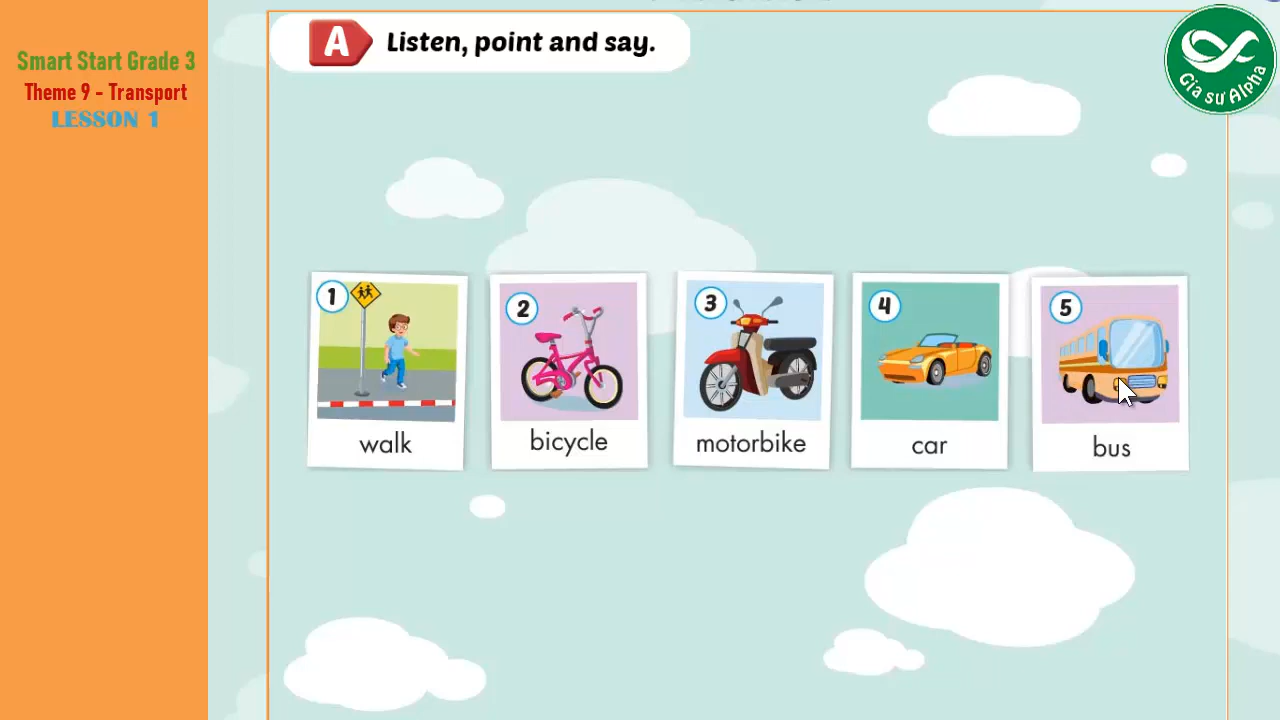 Smart Start Grade 3
Theme 9 - Transport
LESSON 1
A Listen, point and say.
Gia sư Alpha
1
walk
2
bicycle
3
motorbike
4
car
5
bus